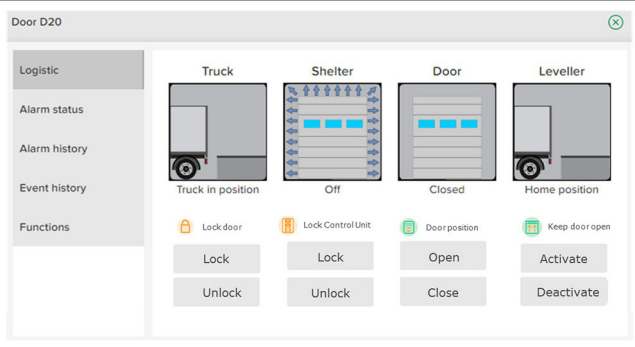 Door D20
Logistic
Alarm status
Alarm history
Event history
Functions
Truck Shelter Door Leveller
Truck in position Off Closed Home position
Lock door Lock Control Unit Door position Keep door open
Lock Lock Open Activate
Unlock Unlock Close Deactivate